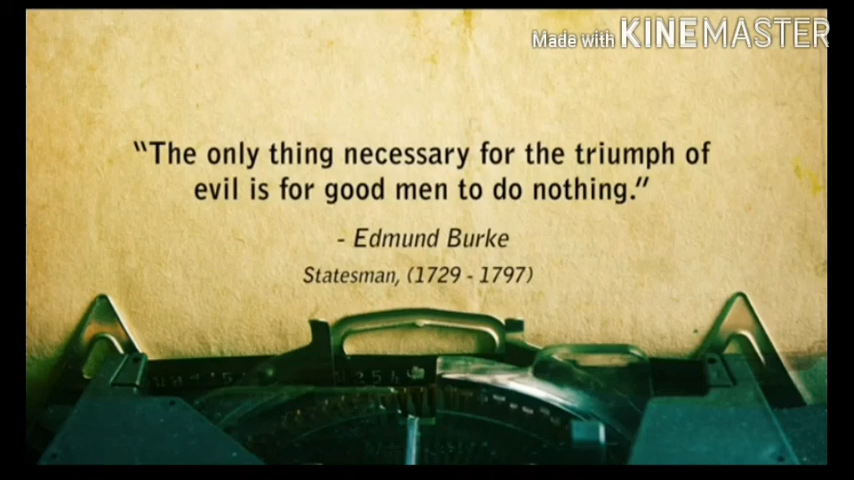 Made with KINEMASTER
“The only thing necessary for the triumph of
evil is for good men to do nothing.”
- Edmund Burke
Statesman, (1729 - 1797)